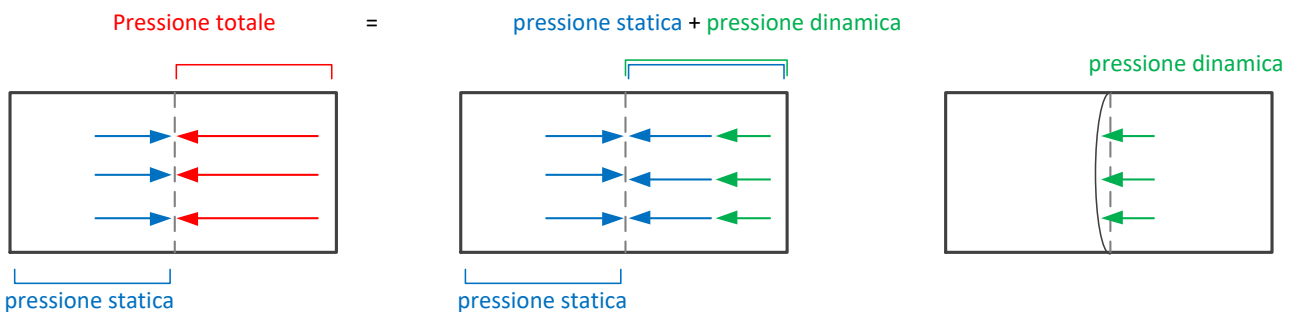 Pressione totale = pressione statica + pressione dinamica
pressione dinamica
pressione statica
pressione statica